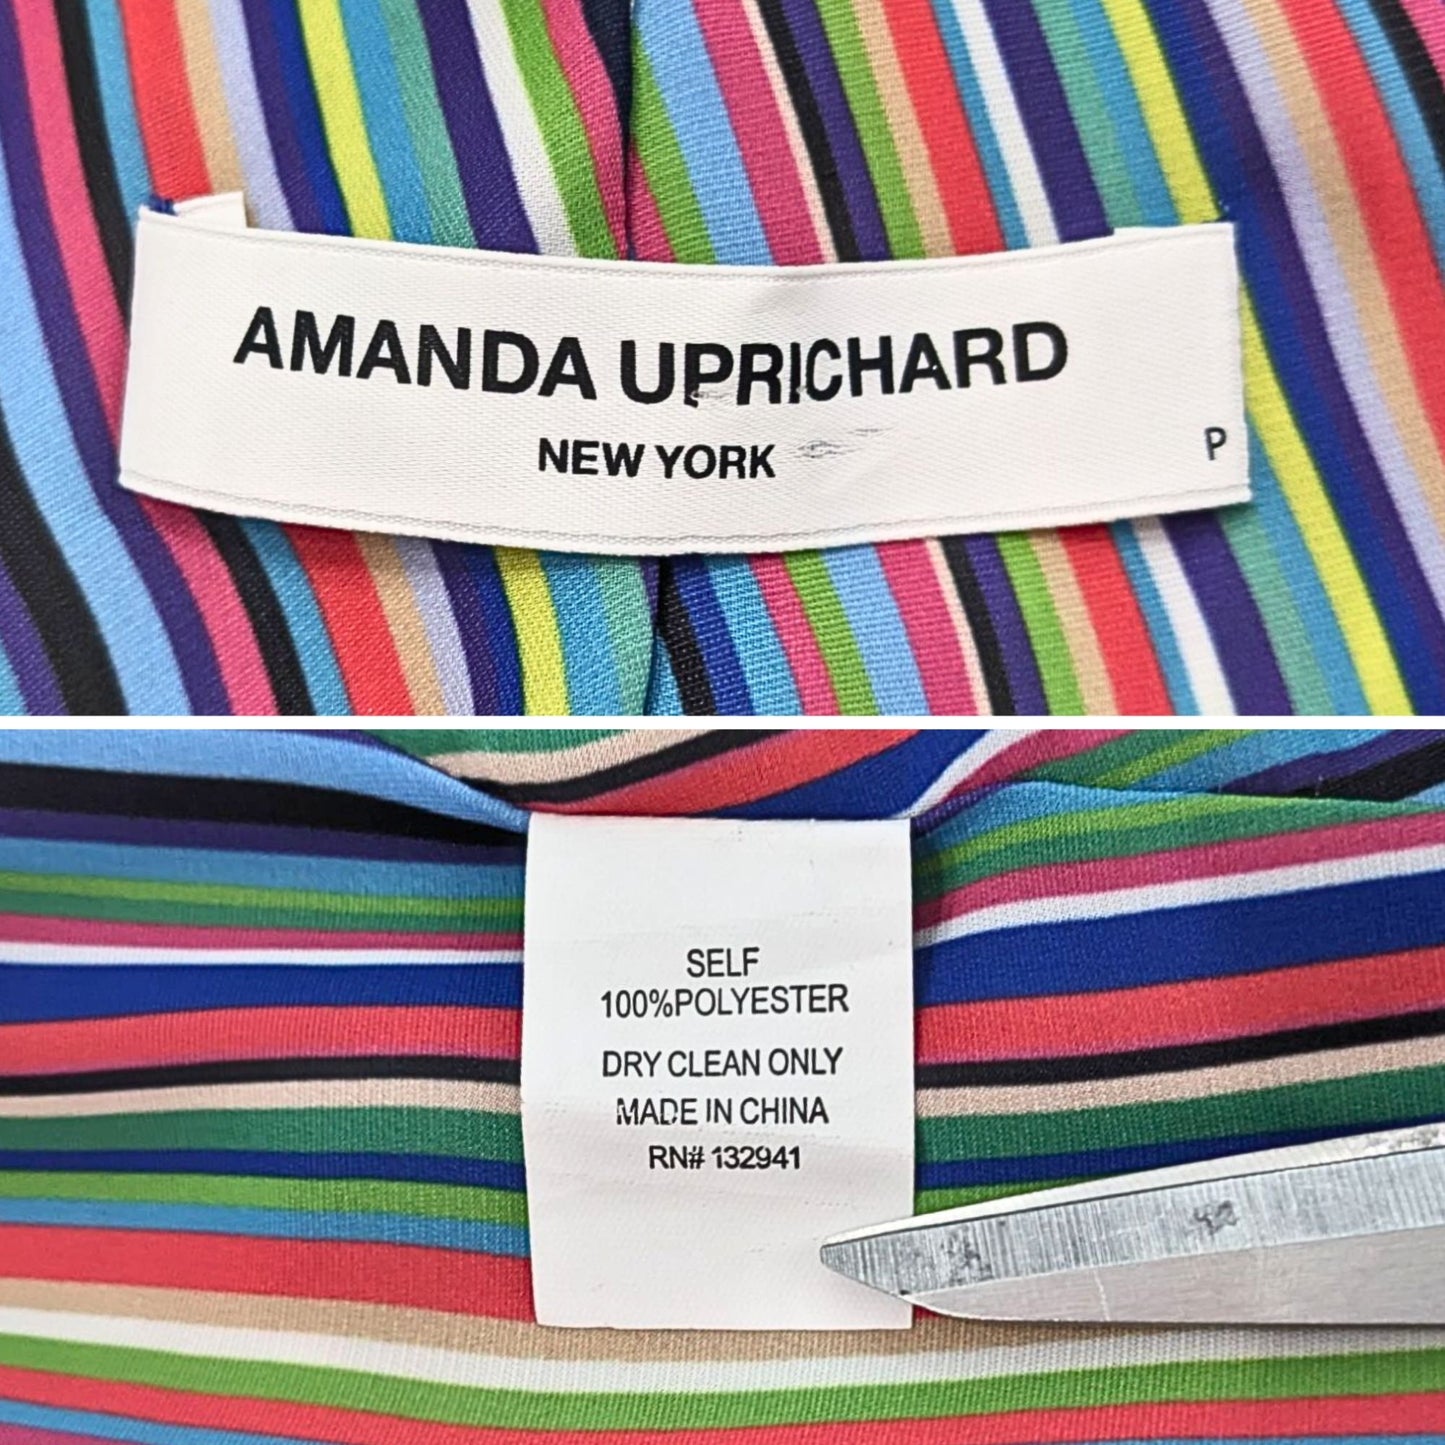 AMANDA UPRICHARD
NEW YORK
P
SELF
100%POLYESTER
DRY CLEAN ONLY
MADE IN CHINA
RN# 132941